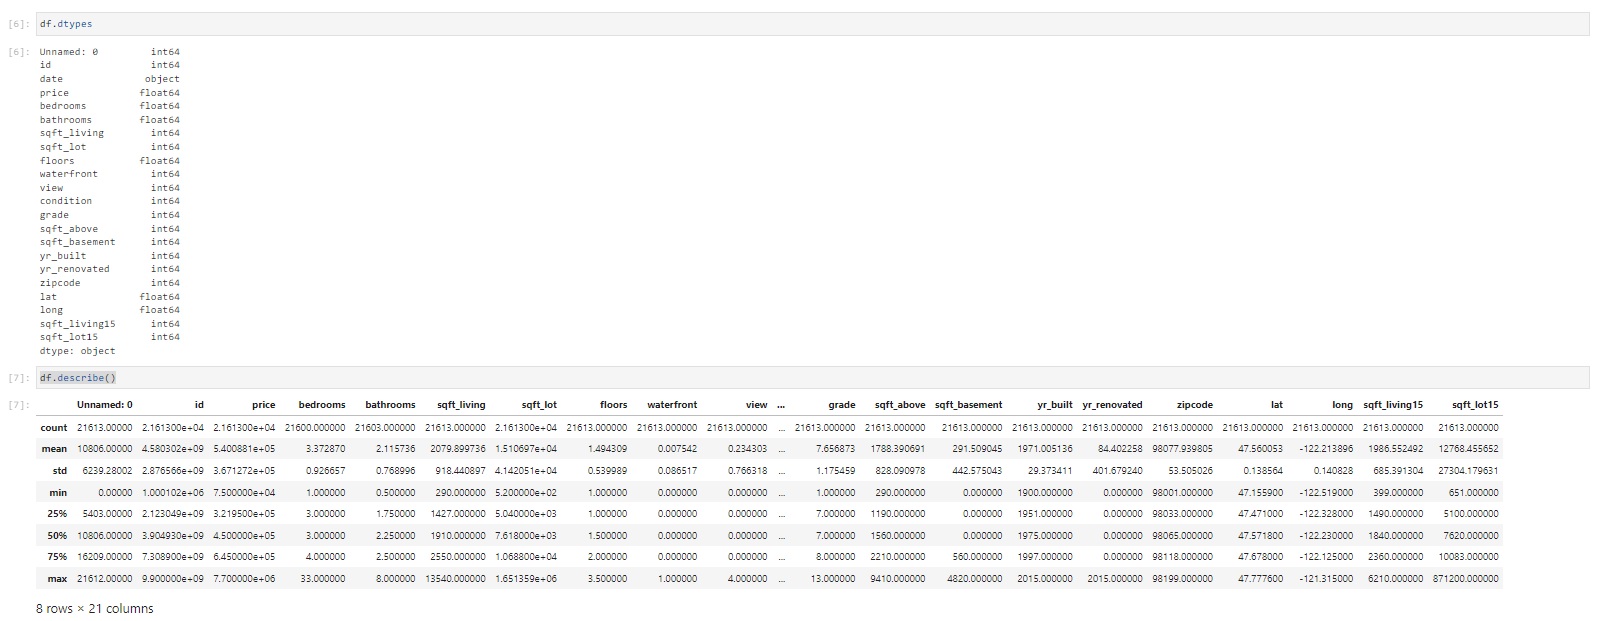 [6]: df.dtypes
[6]: Unnamed: 0 int64
id int64
date object
price float64
bedrooms float64
bathrooms float64
sqft_living int64
sqft_lot int64
floors float64
waterfront int64
view int64
condition int64
grade int64
sqft_above int64
sqft_basement int64
yr_built int64
yr_renovated int64
zipcode int64
lat float64
long float64
sqft_living15 int64
sqft_lot15 int64
dtype: object
[7]: df.describe()
[7]: Unnamed: 0 id price bedrooms bathrooms sqft_living sqft_lot floors waterfront view ... grade sqft_above sqft_basement yr_built yr_renovated zipcode lat long sqft_living15 sqft_lot15
count 21613.00000 2.161300e+04 2.161300e+04 21600.000000 21603.000000 21613.000000 2.161300e+04 21613.000000 21613.000000 21613.000000 ... 21613.000000 21613.000000 21613.000000 21613.000000 21613.000000 21613.000000 21613.000000 21613.000000 21613.000000 21613.000000
mean 10806.00000 4.580302e+09 5.400881e+05 3.372870 2.115736 2079.899736 1.510697e+04 1.494309 0.007542 0.234303 ... 7.656873 1788.390691 291.509045 1971.005136 84.402258 98077.939805 47.560053 -122.213896 1986.552492 12768.455652
std 6239.28002 2.876566e+09 3.671272e+05 0.926657 0.768996 918.440897 4.142051e+04 0.539989 0.086517 0.766318 ... 1.175459 828.090978 442.575043 29.373411 401.679240 53.505026 0.138564 0.140828 685.391304 27304.179631
min 0.00000 1.000102e+06 7.500000e+04 1.000000 0.500000 290.000000 5.200000e+02 1.000000 0.000000 0.000000 ... 1.000000 290.000000 0.000000 1900.000000 0.000000 98001.000000 47.155900 -122.519000 399.000000 651.000000
25% 5403.00000 2.123049e+09 3.219500e+05 3.000000 1.750000 1427.000000 5.040000e+03 1.000000 0.000000 0.000000 ... 7.000000 1190.000000 0.000000 1951.000000 0.000000 98033.000000 47.471000 -122.328000 1490.000000 5100.000000
50% 10806.00000 3.904930e+09 4.500000e+05 3.000000 2.250000 1910.000000 7.618000e+03 1.500000 0.000000 0.000000 ... 7.000000 1560.000000 0.000000 1975.000000 0.000000 98065.000000 47.571800 -122.230000 1840.000000 7620.000000
75% 16209.00000 7.308900e+09 6.450000e+05 4.000000 2.500000 2550.000000 1.068800e+04 2.000000 0.000000 0.000000 ... 8.000000 2210.000000 560.000000 1997.000000 0.000000 98118.000000 47.678000 -122.125000 2360.000000 10083.000000
max 21612.00000 9.900000e+09 7.700000e+06 33.000000 8.000000 13540.000000 1.651359e+06 3.500000 1.000000 4.000000 ... 13.000000 9410.000000 4820.000000 2015.000000 2015.000000 98199.000000 47.777600 -121.315000 6210.000000 871200.000000
8 rows × 21 columns